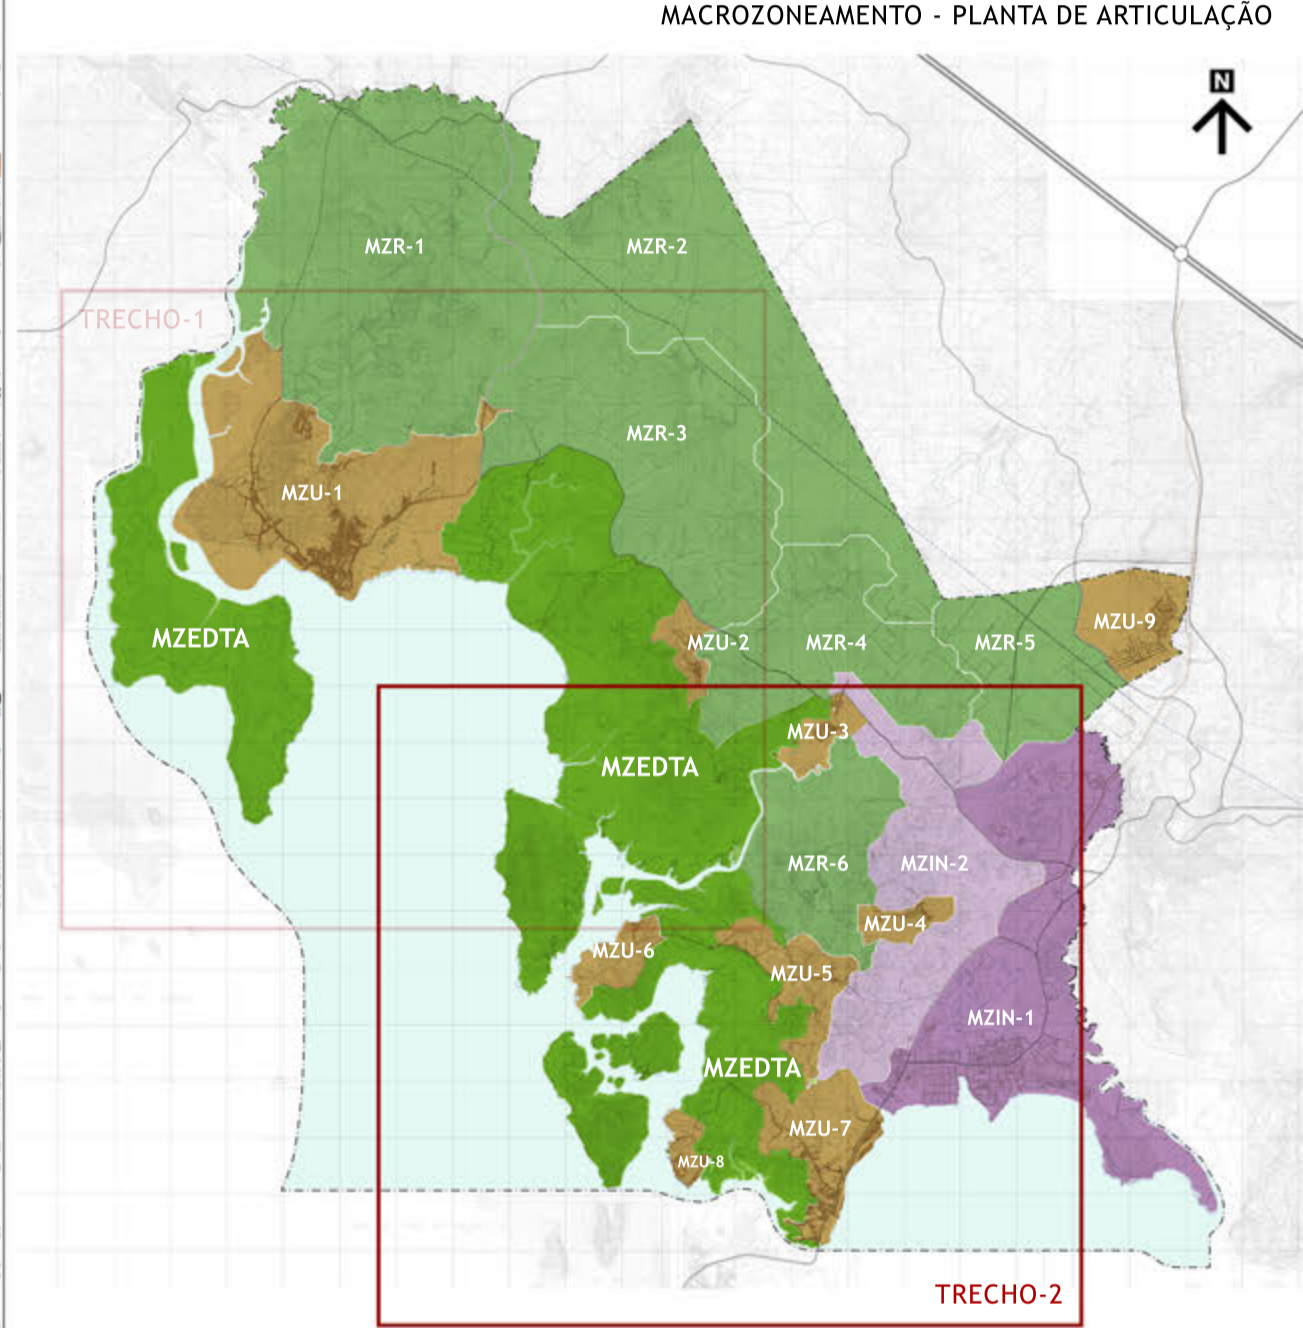 MACROZONEAMENTO - PLANTA DE ARTICULAÇÃO
N
MZR-1
MZR-2
TRECHO-1
MZR-3
MZU-1
MZU-9
MZEDTA
MZU-2
MZR-4
MZR-5
MZU-3
MZEDTA
MZR-6
MZIN-2
MZU-4
MZU-6
MZU-5
MZIN-1
MZEDTA
MZU-7
MZU-8
TRECHO-2